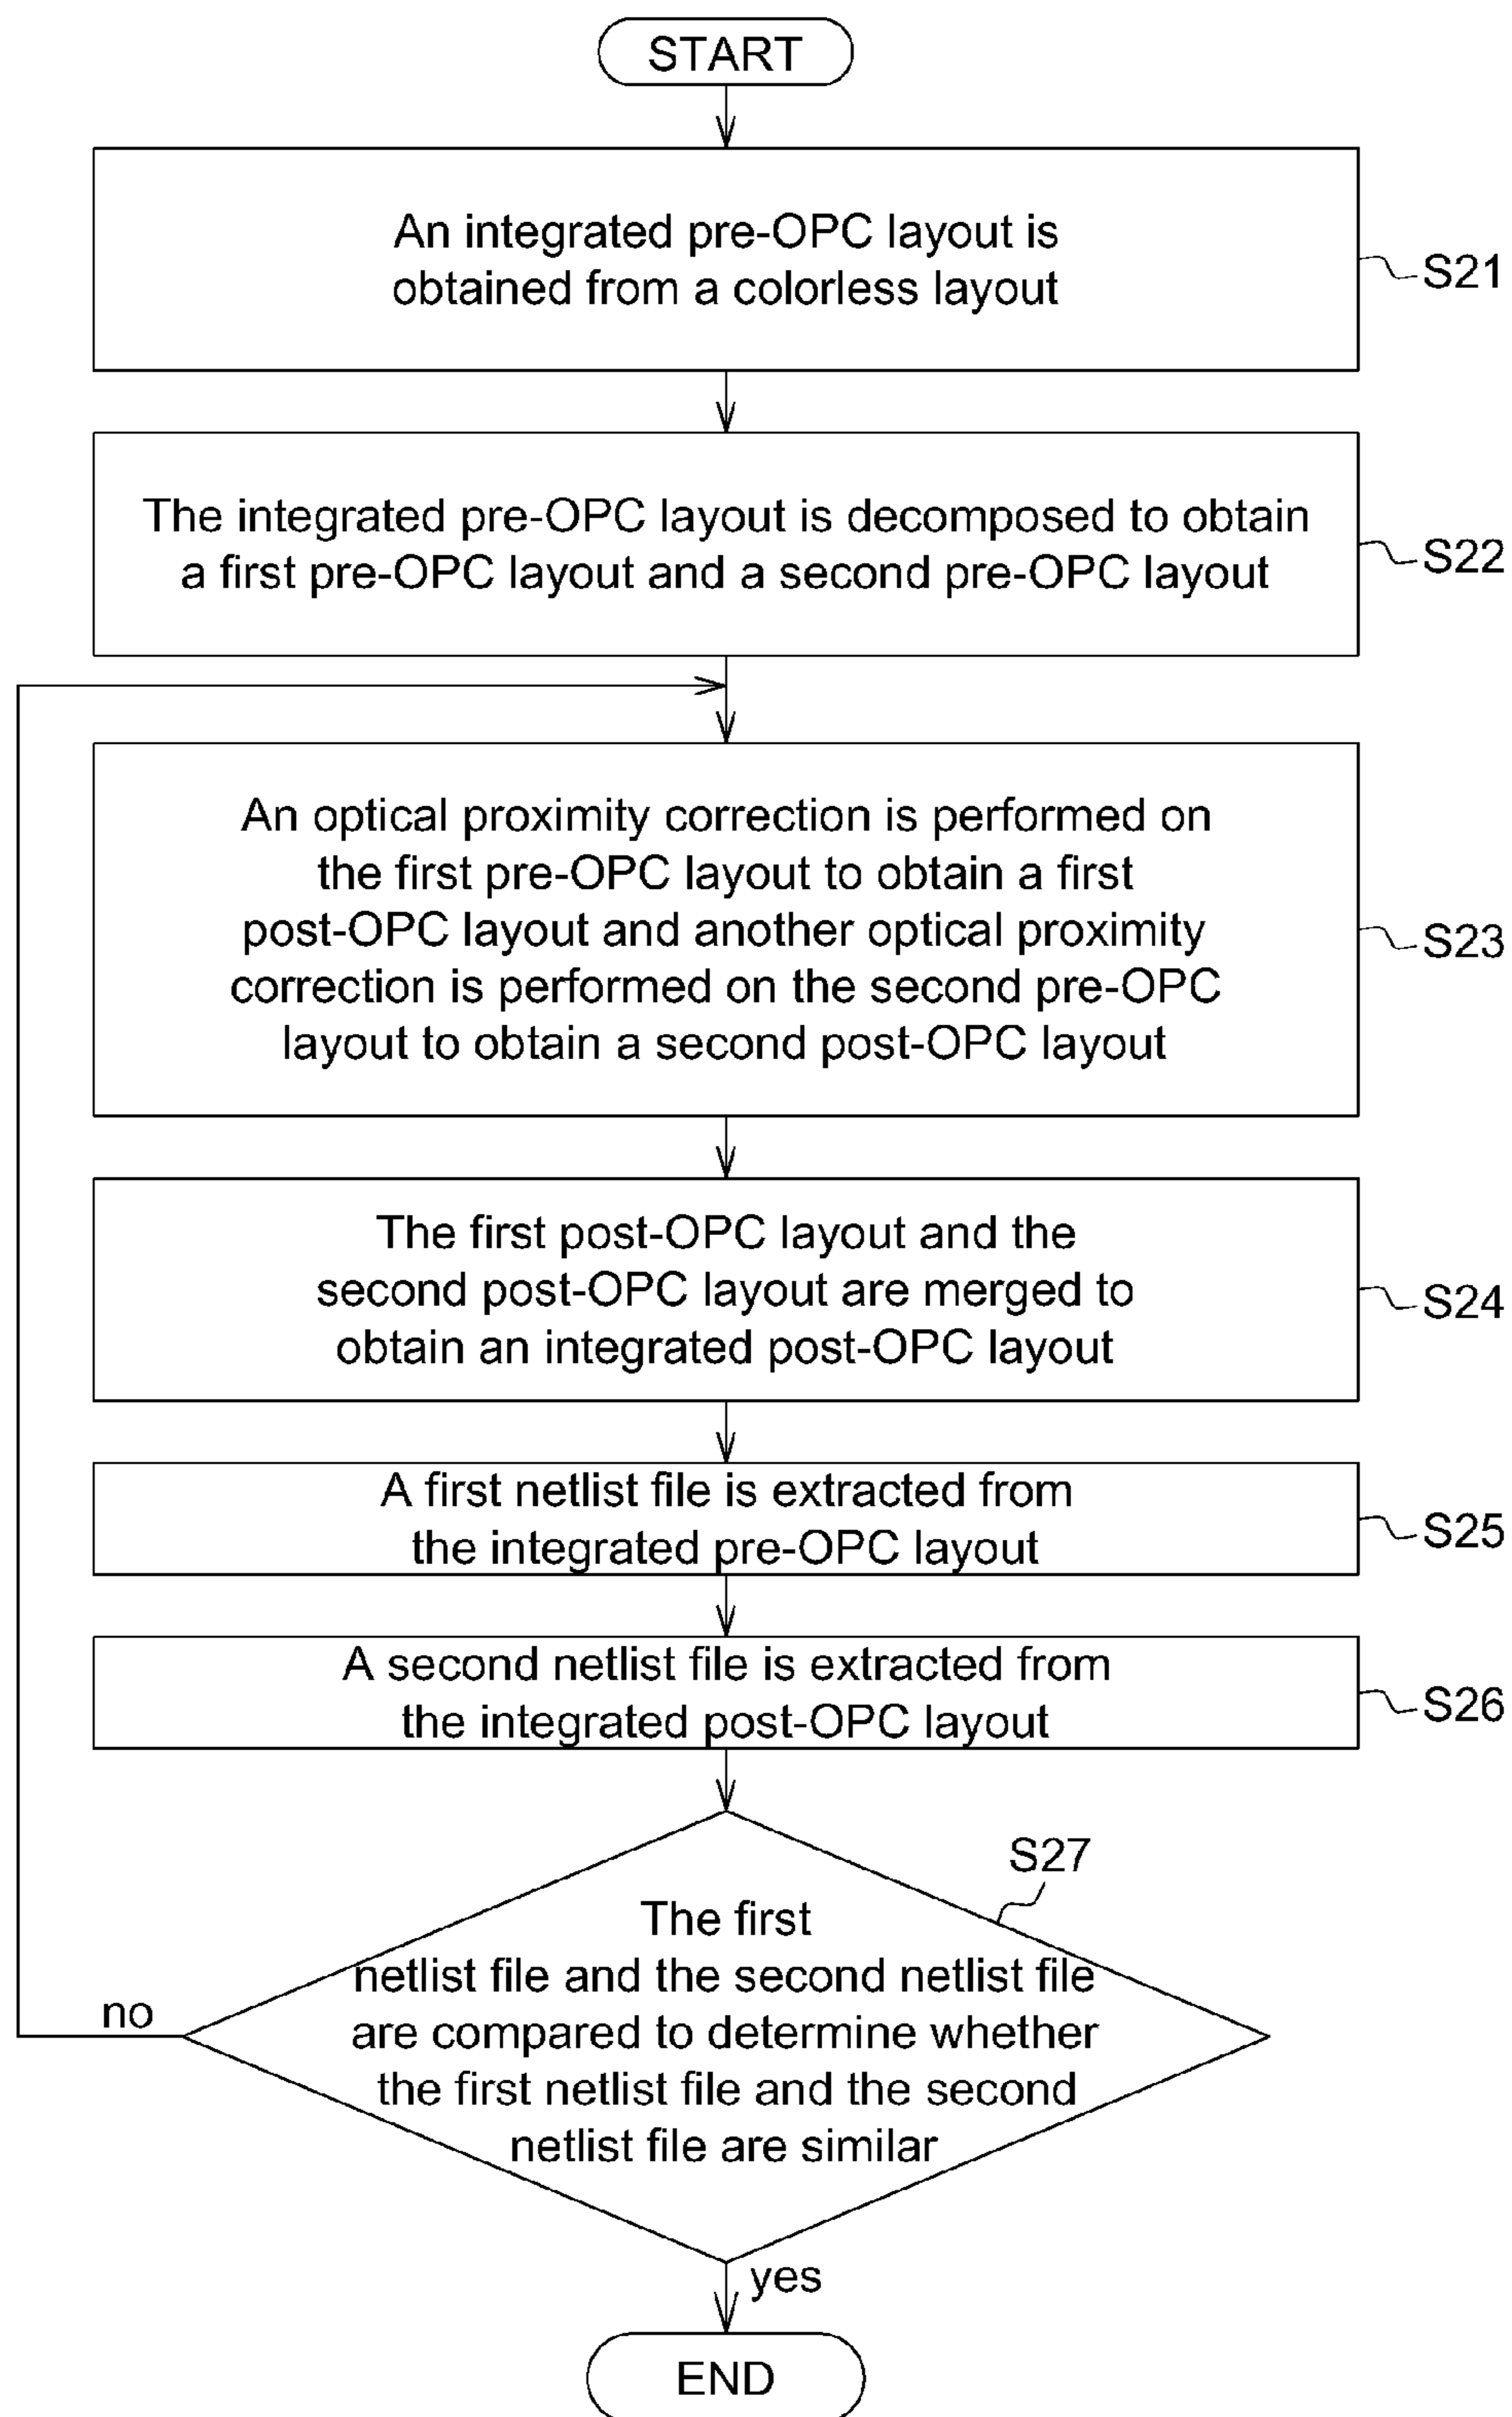 START
An integrated pre-OPC layout is
obtained from a colorless layout
S21
The integrated pre-OPC layout is decomposed to obtain
a first pre-OPC layout and a second pre-OPC layout
S22
An optical proximity correction is performed on
the first pre-OPC layout to obtain a first
post-OPC layout and another optical proximity
correction is performed on the second pre-OPC
layout to obtain a second post-OPC layout
S23
The first post-OPC layout and the
second post-OPC layout are merged to
obtain an integrated post-OPC layout
S24
A first netlist file is extracted from
the integrated pre-OPC layout
S25
A second netlist file is extracted from
the integrated post-OPC layout
S26
S27
The first
netlist file and the second netlist file
are compared to determine whether
the first netlist file and the second
netlist file are similar
no
yes
END